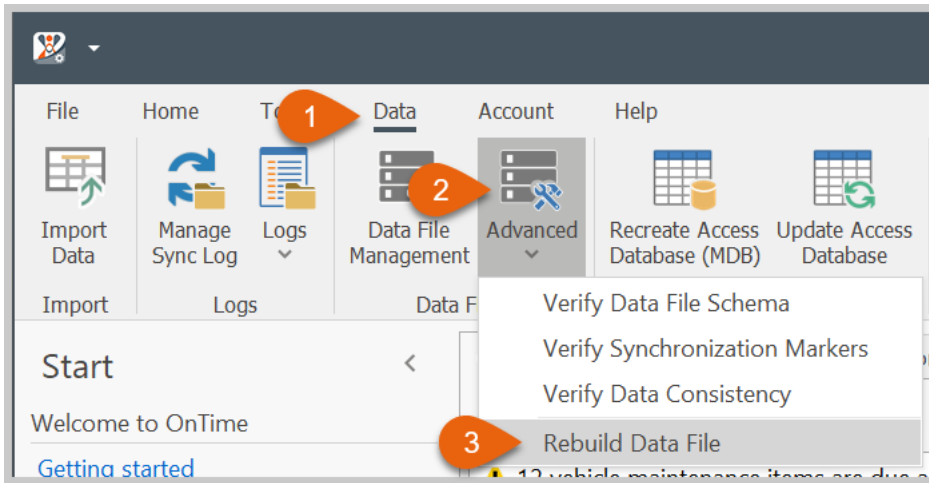 File Home Data Account Help
1
2
Import Data
Manage Sync Log
Logs
Data File Management
Advanced
Recreate Access Database (MDB)
Update Access Database
Import
Logs
Data F
Verify Data File Schema
Verify Synchronization Markers
Verify Data Consistency
3
Rebuild Data File
Start
Welcome to OnTime
Getting started
12 vehicle maintenance items are due